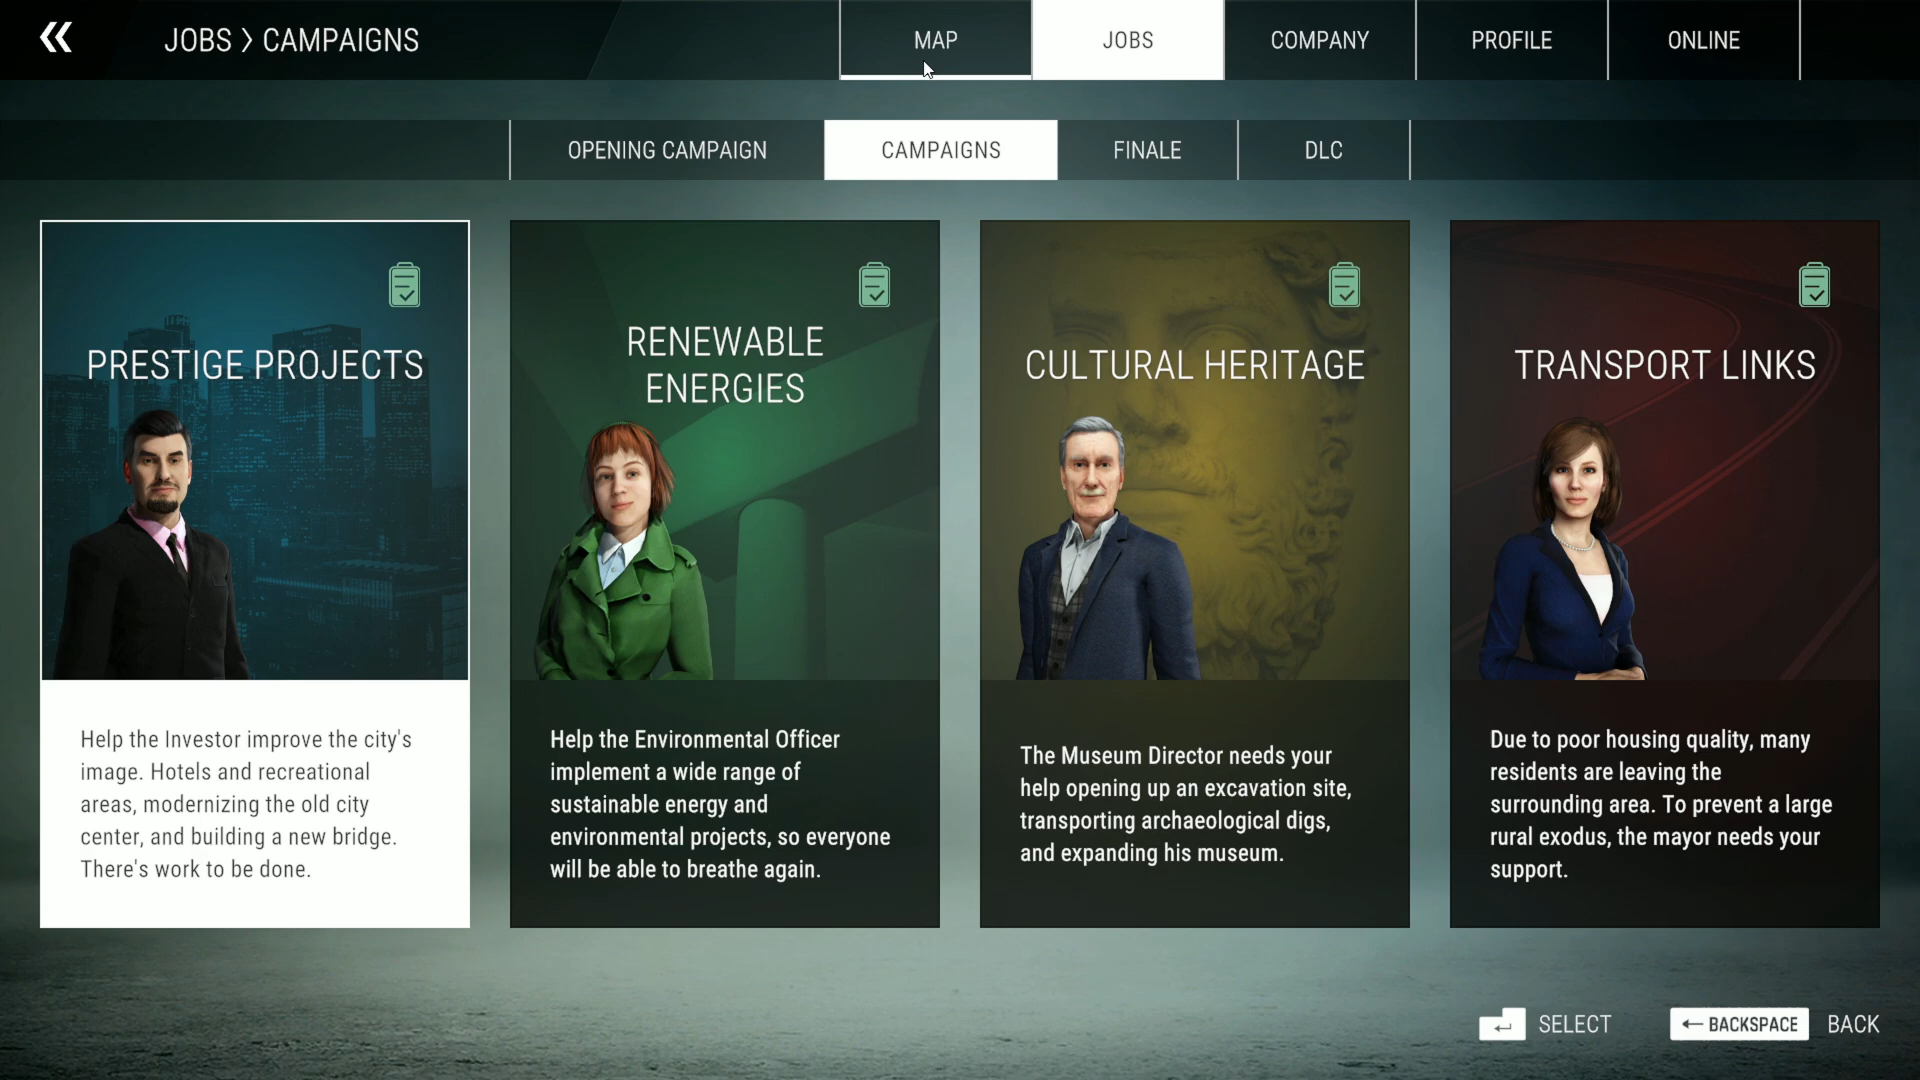 JOBS > CAMPAIGNS
MAP
JOBS
COMPANY
PROFILE
ONLINE
OPENING CAMPAIGN
CAMPAIGNS
FINALE
DLC
PRESTIGE PROJECTS
Help the Investor improve the city's
image. Hotels and recreational
areas, modernizing the old city
center, and building a new bridge.
There's work to be done.
RENEWABLE
ENERGIES
Help the Environmental Officer
implement a wide range of
sustainable energy and
environmental projects, so everyone
will be able to breathe again.
CULTURAL HERITAGE
The Museum Director needs your
help opening up an excavation site,
transporting archaeological digs,
and expanding his museum.
TRANSPORT LINKS
Due to poor housing quality, many
residents are leaving the
surrounding area. To prevent a large
rural exodus, the mayor needs your
support.
SELECT
BACKSPACE
BACK